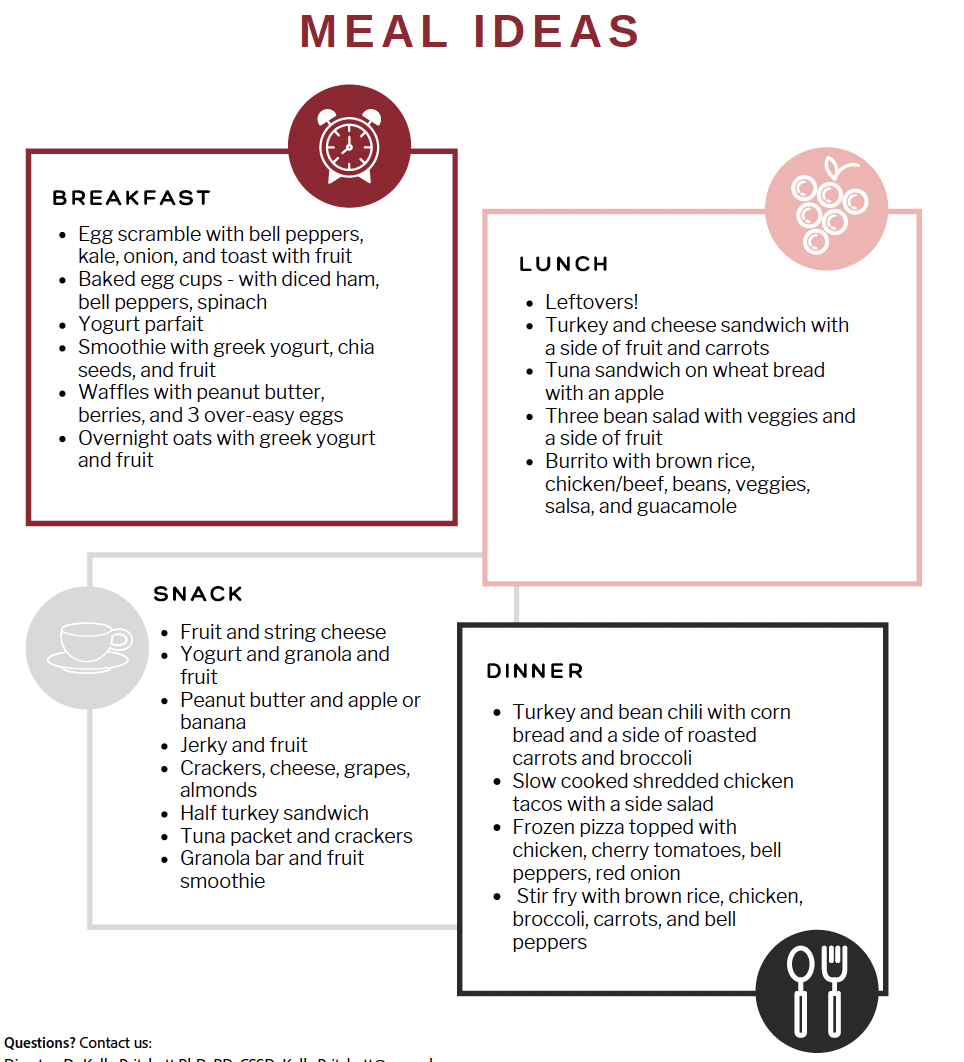 MEAL IDEAS
BREAKFAST
• Egg scramble with bell peppers,
kale, onion, and toast with fruit
• Baked egg cups - with diced ham,
bell peppers, spinach
• Yogurt parfait
• Smoothie with greek yogurt, chia
seeds, and fruit
• Waffles with peanut butter,
berries, and 3 over-easy eggs
• Overnight oats with greek yogurt
and fruit
LUNCH
• Leftovers!
• Turkey and cheese sandwich with
a side of fruit and carrots
• Tuna sandwich on wheat bread
with an apple
• Three bean salad with veggies and
a side of fruit
• Burrito with brown rice,
chicken/beef, beans, veggies,
salsa, and guacamole
SNACK
• Fruit and string cheese
• Yogurt and granola and
fruit
• Peanut butter and apple or
banana
• Jerky and fruit
• Crackers, cheese, grapes,
almonds
• Half turkey sandwich
• Tuna packet and crackers
• Granola bar and fruit
smoothie
DINNER
• Turkey and bean chili with corn
bread and a side of roasted
carrots and broccoli
• Slow cooked shredded chicken
tacos with a side salad
• Frozen pizza topped with
chicken, cherry tomatoes, bell
peppers, red onion
• Stir fry with brown rice, chicken,
broccoli, carrots, and bell
peppers
Questions? Contact us: